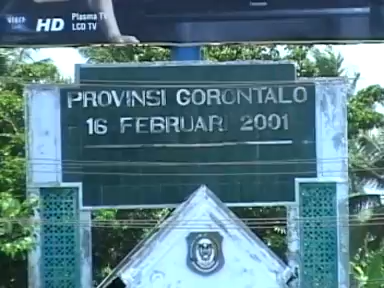 HD Plasma TV
LCD TV
PROVINSI GORONTALO
16 FEBRUARI 2001